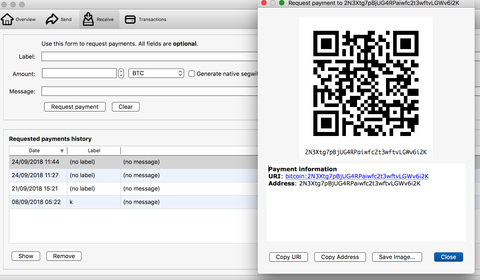 Overview
Send
Receive
Transactions
Use this form to request payments. All fields are optional.
Label:
Amount:
BTC
Generate native segwi
Message:
Request payment
Clear
Requested payments history
Date
Label
24/09/2018 11:44
(no label)
(no message)
24/09/2018 11:27
(no label)
(no message)
21/09/2018 15:21
(no label)
(no message)
08/09/2018 05:22
k
(no message)
Show
Remove
Request payment to 2N3Xtg7pBjUG4RPaiwfc2t3wftvLGWv6i2K
2N3Xtg7pBjUG4RPaiwfc2t3wftvLGWv6iZK
Payment information
URI: bitcoin:2N3Xtg7pBjUG4RPaiwfc2t3wftvLGWv6i2K
Address: 2N3Xtg7pBjUG4RPaiwfc2t3wftvLGWv6i2K
Copy URI
Copy Address
Save Image...
Close